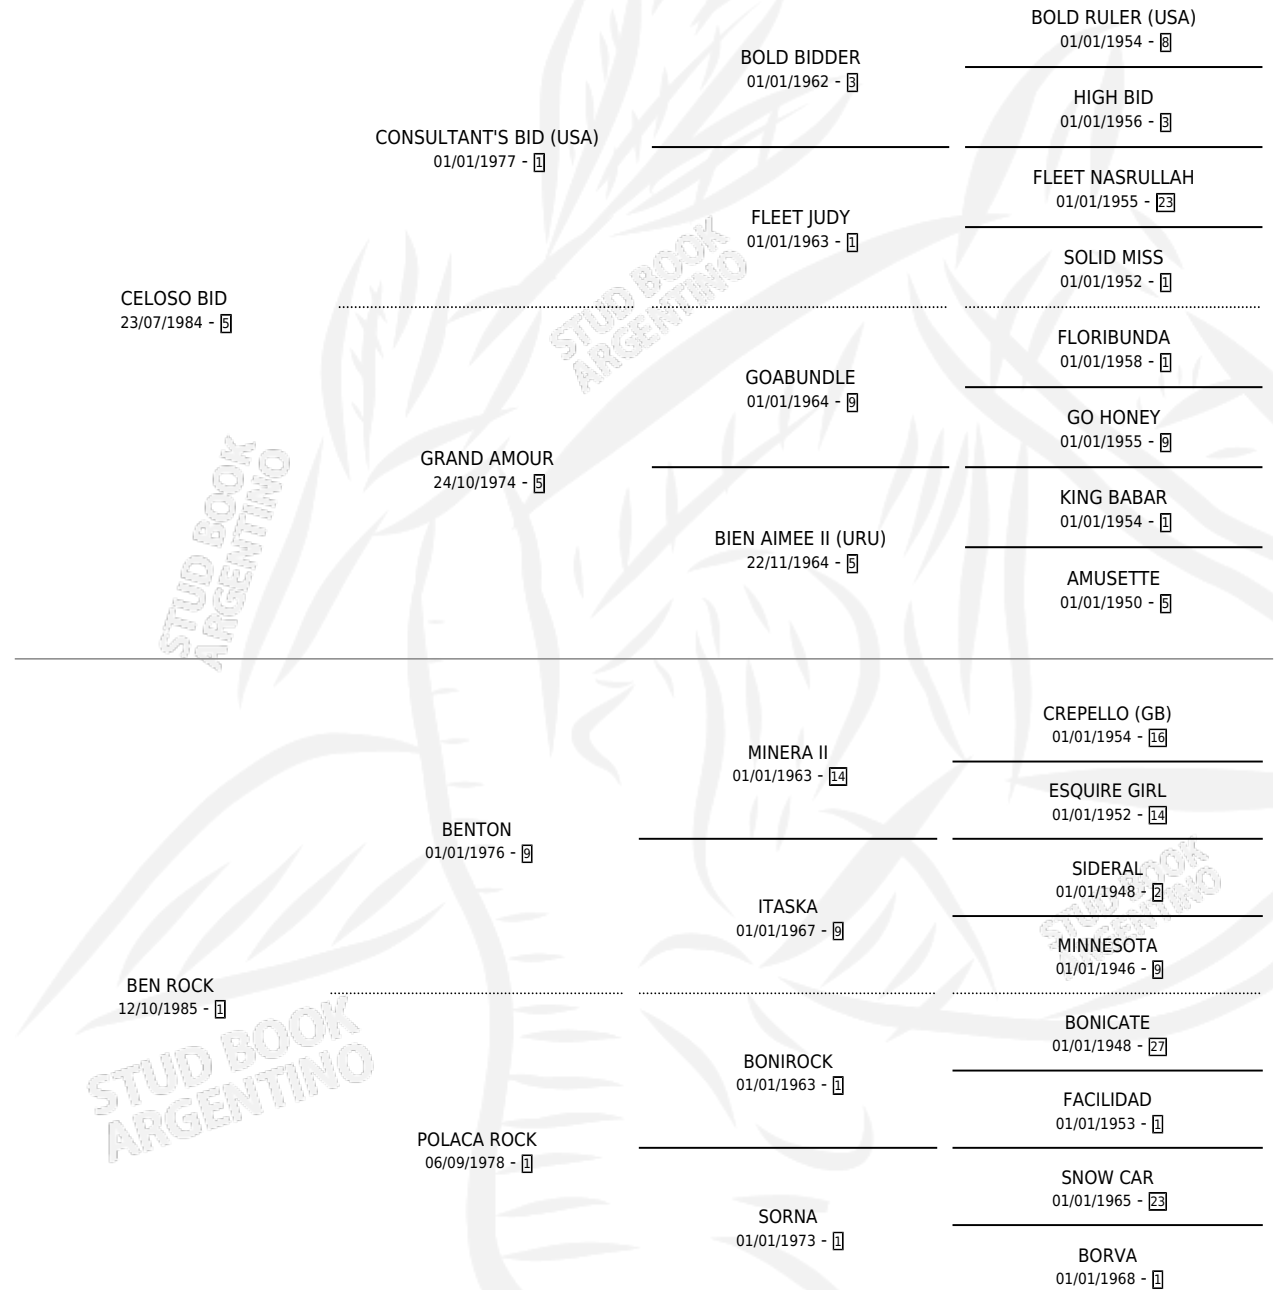 BOLD RULER (USA)
01/01/1954 - 8
BOLD BIDDER
01/01/1962 - 3
HIGH BID
01/01/1956 - 3
CONSULTANT'S BID (USA)
01/01/1977 - 1
FLEET NASRULLAH
01/01/1955 - 23
FLEET JUDY
01/01/1963 - 1
SOLID MISS
01/01/1952 - 1
CELOSO BID
23/07/1984 - 5
STUD BOOK
ARGENTINO
FLORIBUNDA
01/01/1958 - 1
GOABUNDLE
01/01/1964 - 9
GO HONEY
01/01/1955 - 9
GRAND AMOUR
24/10/1974 - 5
KING BABAR
01/01/1954 - 1
BIEN AIMEE II (URU)
22/11/1964 - 5
AMUSETTE
01/01/1950 - 5
STUD BOOK
ARGENTINO
CREPELLO (GB)
01/01/1954 - 16
MINERA II
01/01/1963 - 14
ESQUIRE GIRL
01/01/1952 - 14
BENTON
01/01/1976 - 9
SIDERAL
01/01/1948 - 2
STUD BOOK
ARGENTINO
ITASKA
01/01/1967 - 9
MINNESOTA
01/01/1946 - 9
BEN ROCK
12/10/1985 - 1
STUD BOOK
ARGENTINO
BONICATE
01/01/1948 - 27
BONIROCK
01/01/1963 - 1
FACILIDAD
01/01/1953 - 1
POLACA ROCK
06/09/1978 - 1
SNOW CAR
01/01/1965 - 23
SORNA
01/01/1973 - 1
BORVA
01/01/1968 - 1